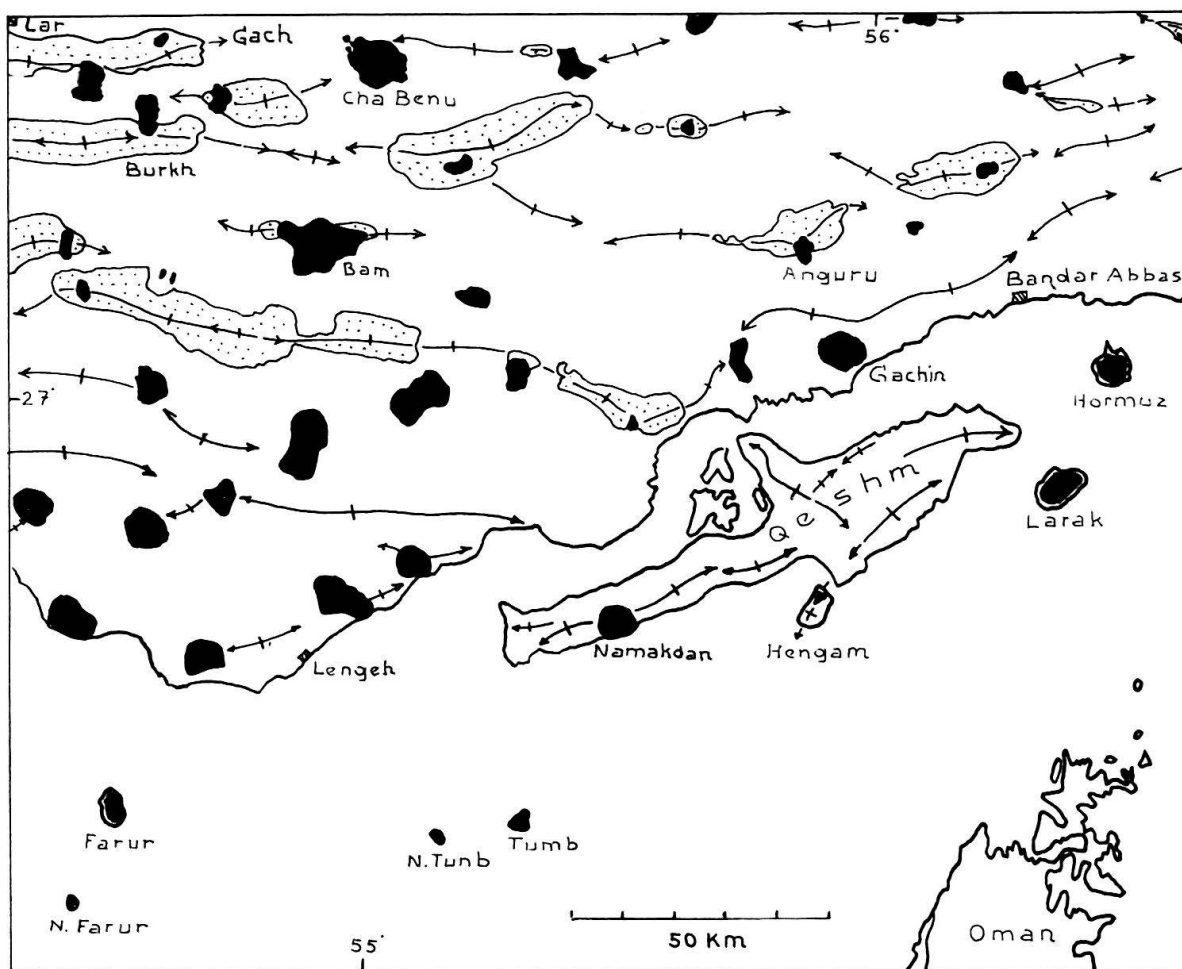 Lar
Gach
56°
Cha Benu
Burkh
Bam
Anguru
Bandar Abbas
27°
Gachin
Hormuz
Qeshm
Larak
Namakdan
Hengam
Lengeh
Farur
N.Tunb
Tumb
N. Farur
55°
50 Km
Oman